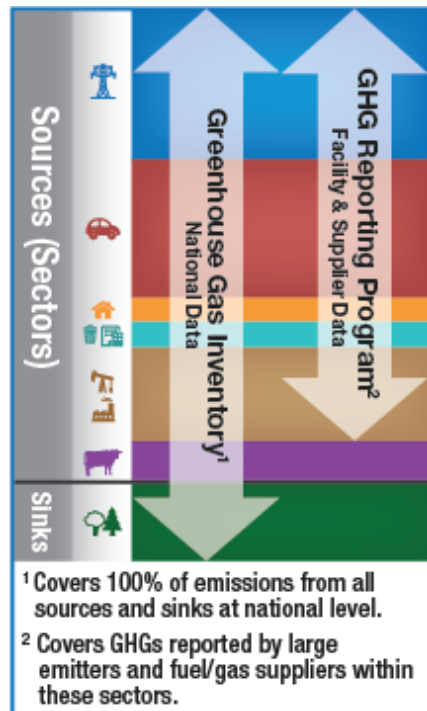 Sources (Sectors)
Sinks
Greenhouse Gas Inventory¹
National Data
GHG Reporting Program²
Facility & Supplier Data
¹ Covers 100% of emissions from all
sources and sinks at national level.
² Covers GHGs reported by large
emitters and fuel/gas suppliers within
these sectors.